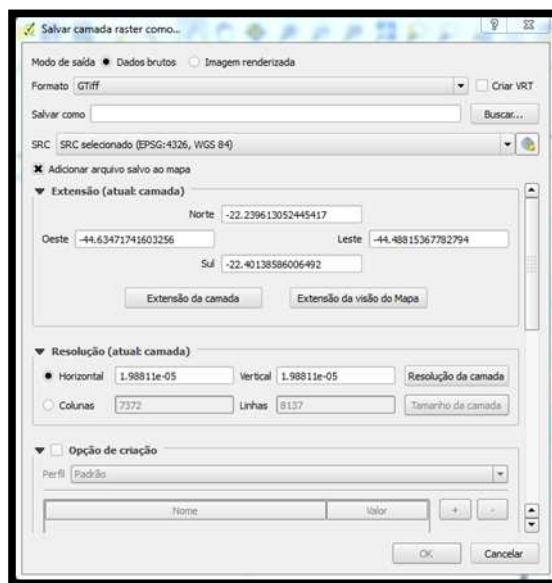 Salvar camada raster como...
Modo de saída Dados brutos Imagem renderizada
Formato GTiff Criar VRT
Salvar como Buscar...
SRC SRC selecionado (EPSG:4326, WGS 84)
Adicionar arquivo salvo ao mapa
Extensão (atual: camada)
Norte -22.239613052445417
Oeste -44.63471741603256 Leste -44.48815367782794
Sul -22.40138586006492
Extensão da camada Extensão da visão do Mapa
Resolução (atual: camada)
Horizontal 1.98811e-05 Vertical 1.98811e-05 Resolução da camada
Colunas 7372 Linhas 8137 Tamanho da camada
Opção de criação
Perfil Padrão
Nome Valor + -
OK Cancelar